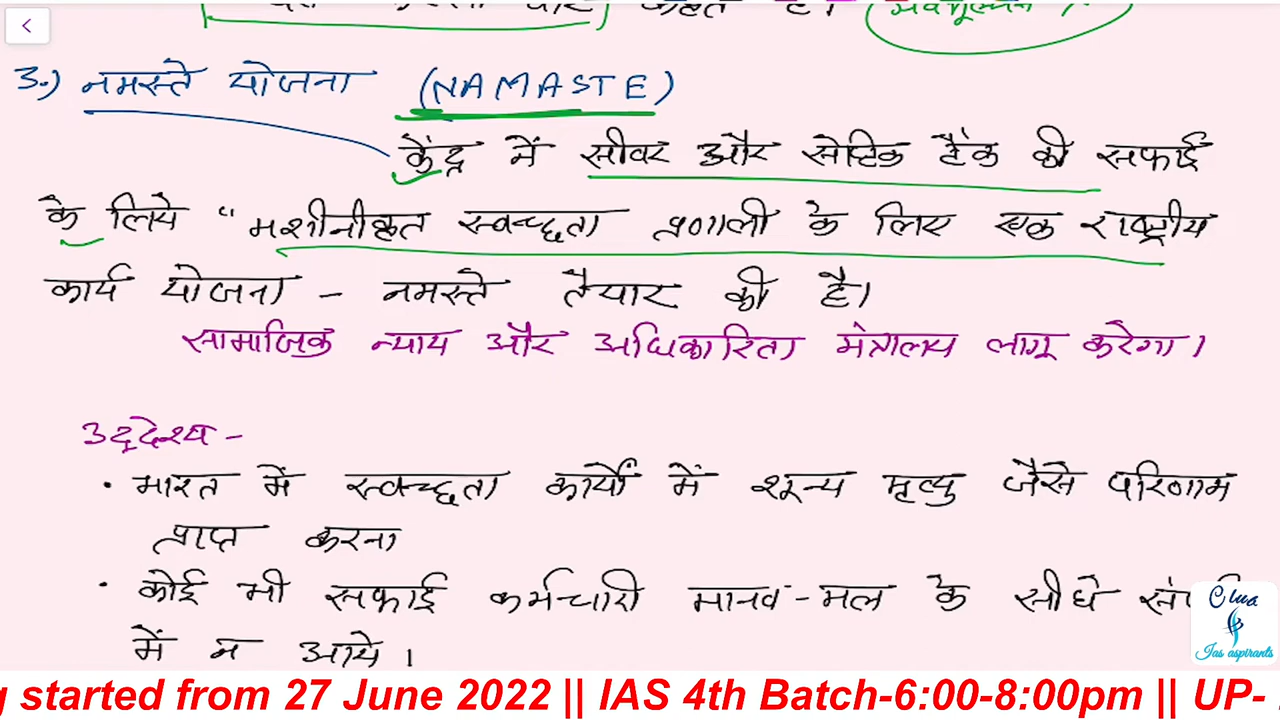 3.) नमस्ते योजना (NAMASTE)
केंद्र में सीवर और सेप्टिक टैंक की सफाई
के लिये "मशीनीकृत स्वच्छता प्रणाली के लिए एक राष्ट्रीय
कार्य योजना - नमस्ते तैयार की है।
सामाजिक न्याय और अधिकारिता मंत्रालय लागू करेगा।
उद्देश्य -
• भारत में स्वच्छता कार्यों में शून्य मृत्यु जैसे परिणाम
प्राप्त करना
• कोई भी सफाई कर्मचारी मानव-मल के सीधे
में न आये।
Clua
Ias aspirants
g started from 27 June 2022 || IAS 4th Batch-6:00-8:00pm || UP-